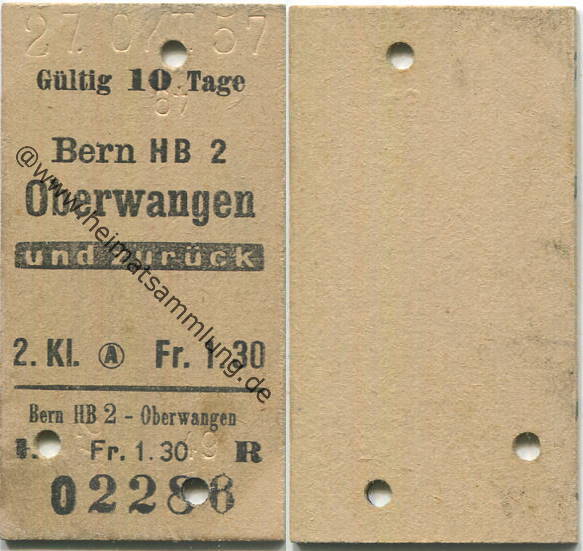 27. OKT. 57
Gültig 10 Tage
Bern HB 2
Oberwangen
und zurück
2. Kl. A Fr. 1.30
Bern HB 2 - Oberwangen
Fr. 1.30 R
02286
@www.heimatsammlung.de